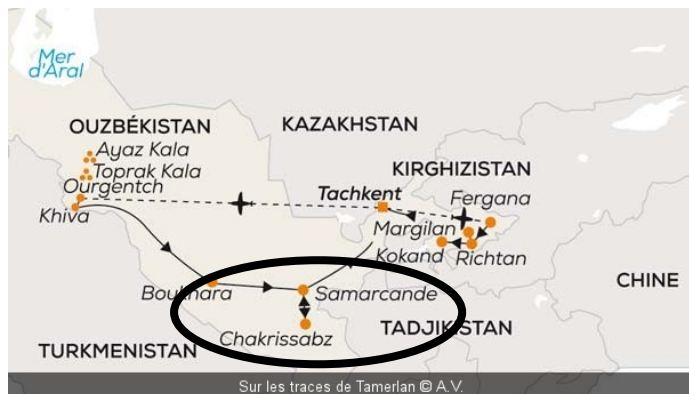 Mer
d'Aral
OUZBÉKISTAN
KAZAKHSTAN
Ayaz Kala
Toprak Kala
KIRGHIZISTAN
Ourgentch
Tachkent
Fergana
Khiva
Margilan
Kokand
Richtan
CHINE
Boukhara
Samarcande
TADJIKISTAN
Chakrissabz
TURKMENISTAN
Sur les traces de Tamerlan © A.V.